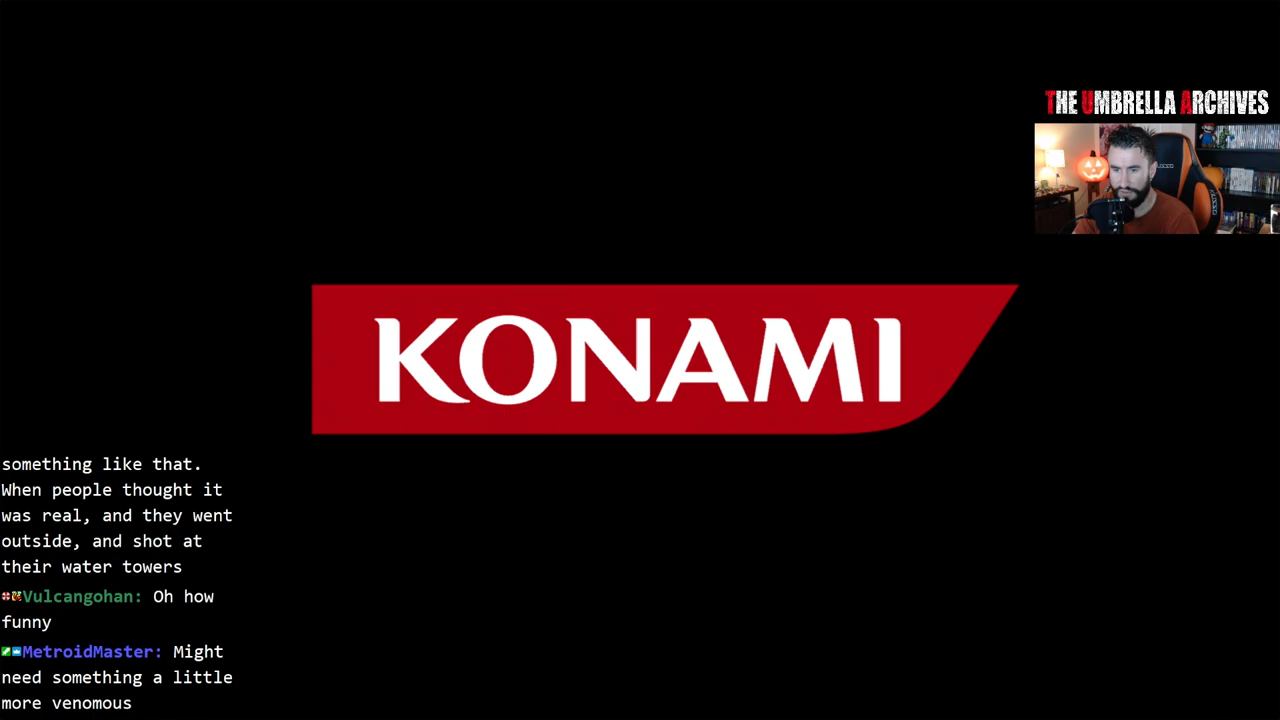 THE UMBRELLA ARCHIVES
KONAMI
something like that.
When people thought it
was real, and they went
outside, and shot at
their water towers
Vulcangohan: Oh how
funny
MetroidMaster: Might
need something a little
more venomous